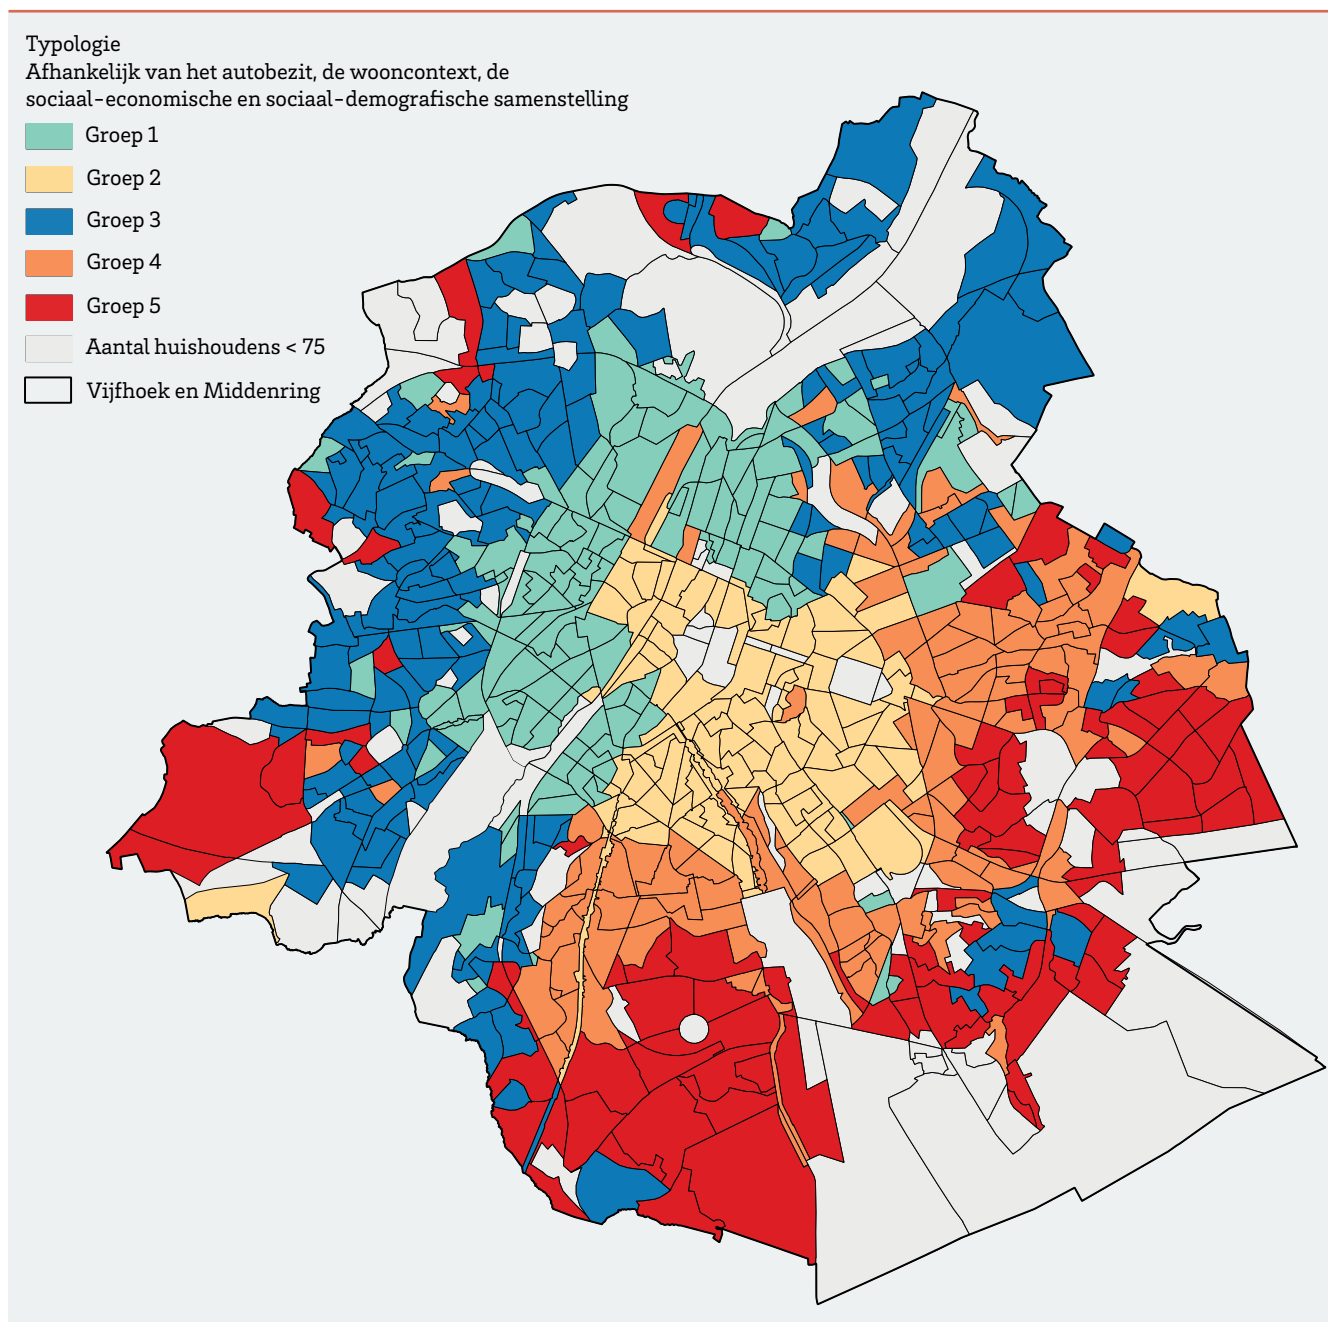 Typologie
Afhankelijk van het autobezit, de wooncontext, de
sociaal-economische en sociaal-demografische samenstelling
Groep 1
Groep 2
Groep 3
Groep 4
Groep 5
Aantal huishoudens < 75
Vijfhoek en Middenring